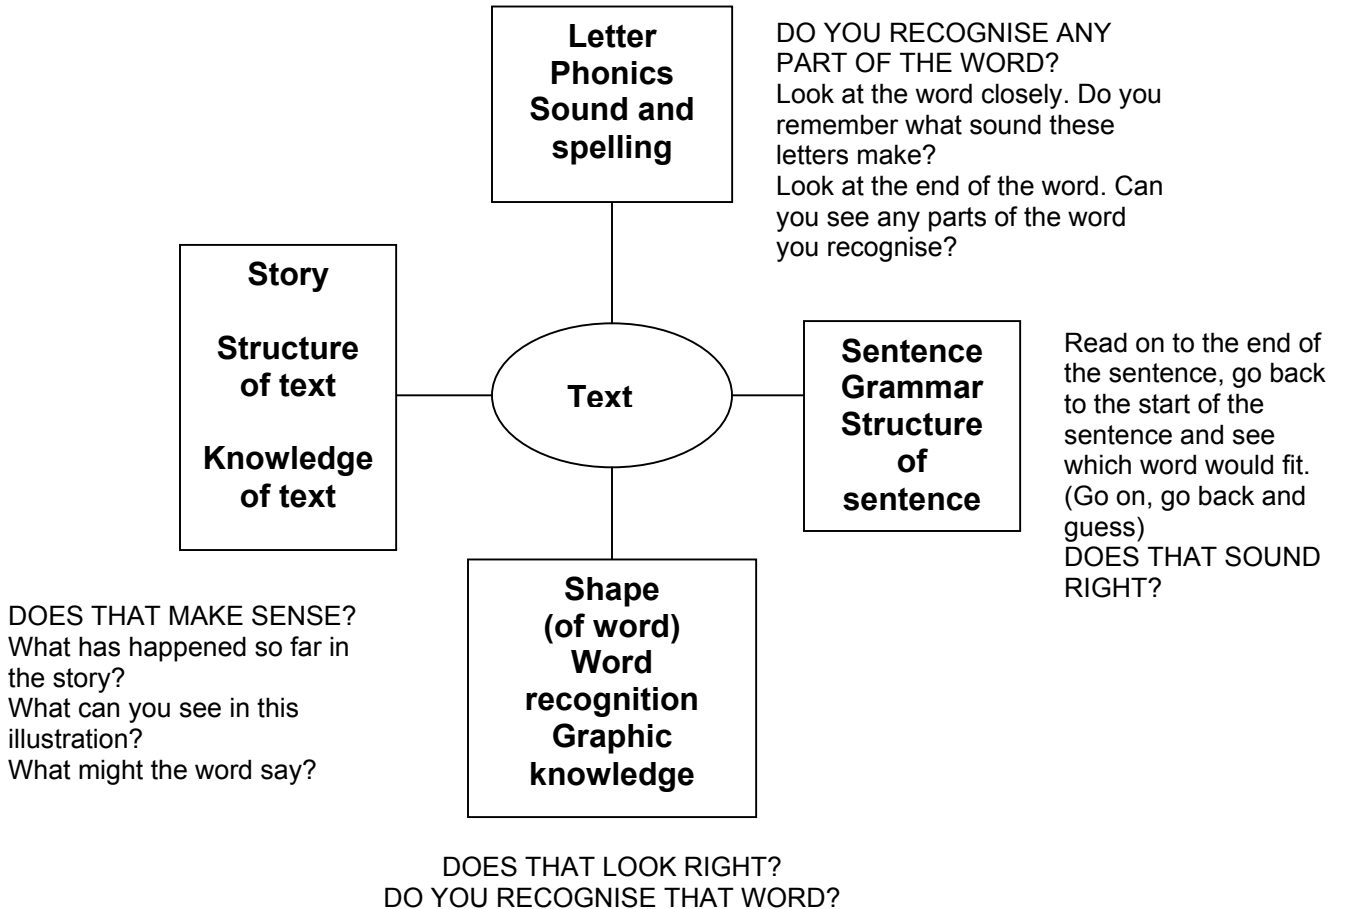 Letter
Phonics
Sound and
spelling
DO YOU RECOGNISE ANY
PART OF THE WORD?
Look at the word closely. Do you
remember what sound these
letters make?
Look at the end of the word. Can
you see any parts of the word
you recognise?
Story
Structure
of text
Knowledge
of text
Text
Sentence
Grammar
Structure
of
sentence
Read on to the end of
the sentence, go back
to the start of the
sentence and see
which word would fit.
(Go on, go back and
guess)
DOES THAT SOUND
RIGHT?
DOES THAT MAKE SENSE?
What has happened so far in
the story?
What can you see in this
illustration?
What might the word say?
Shape
(of word)
Word
recognition
Graphic
knowledge
DOES THAT LOOK RIGHT?
DO YOU RECOGNISE THAT WORD?